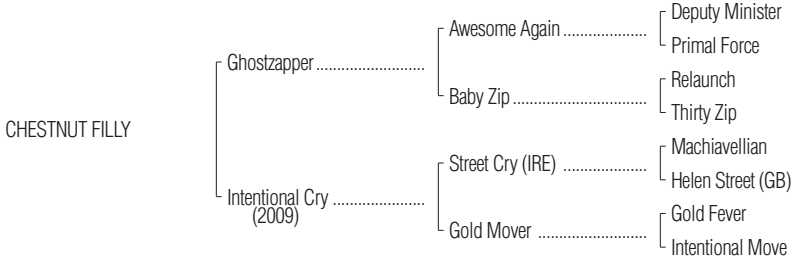 Deputy Minister
Awesome Again ....................
Primal Force
Ghostzapper..........................
Relaunch
Baby Zip ................................
Thirty Zip
CHESTNUT FILLY
Machiavellian
Street Cry (IRE) ....................
Helen Street (GB)
Intentional Cry ......................
(2009)
Gold Fever
Gold Mover ..........................
Intentional Move